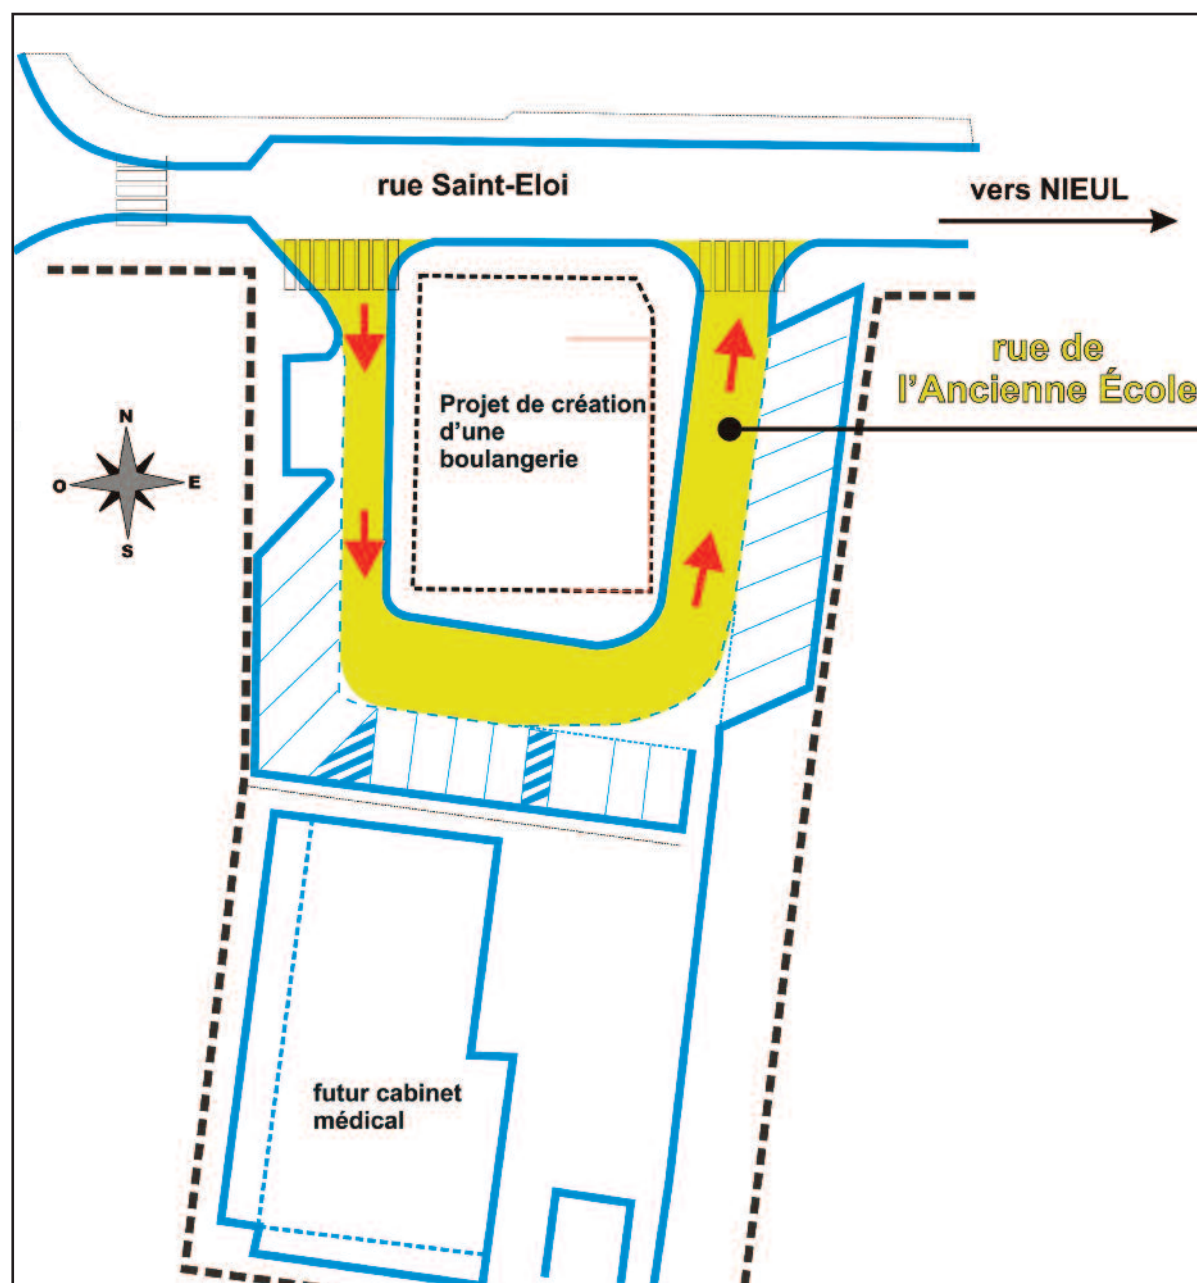 rue Saint-Eloi
vers NIEUL
rue de
l'Ancienne École
Projet de création
d'une
boulangerie
N
O
E
S
futur cabinet
médical